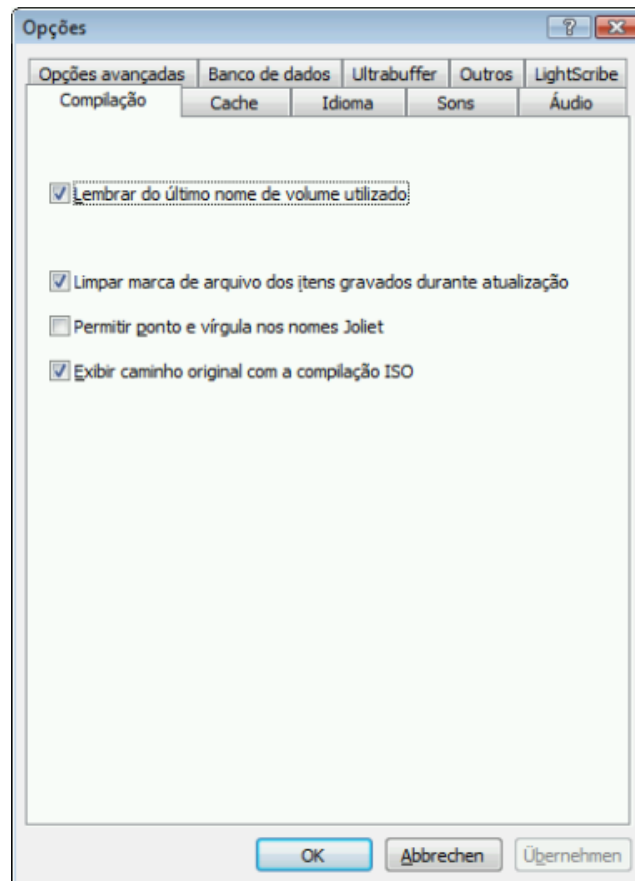 Opções
Opções avançadas Banco de dados Ultrabuffer Outros LightScribe
Compilação Cache Idioma Sons Áudio
Lembrar do último nome de volume utilizado
Limpar marca de arquivo dos itens gravados durante atualização
Permitir ponto e vírgula nos nomes Joliet
Exibir caminho original com a compilação ISO
OK Abbrechen Übernehmen